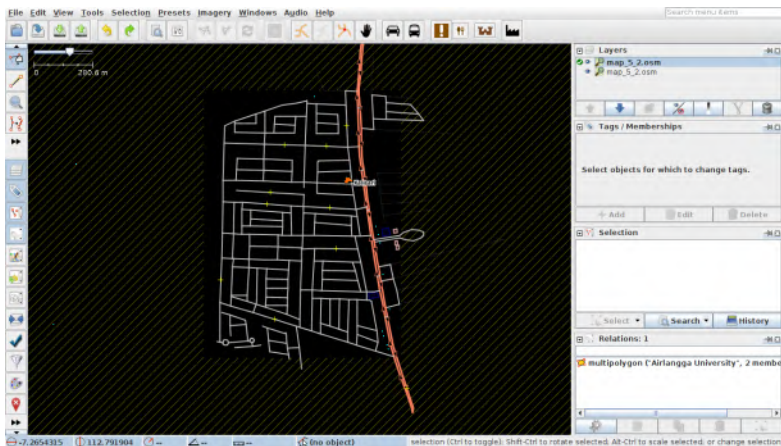 File Edit View Tools Selection Presets Imagery Windows Audio Help
Search menu items
0 280.6 m
Layers
map_5_2.osm
map_5_2.osm
Tags / Memberships
Select objects for which to change tags.
Add Edit Delete
Selection
Select Search History
Relations: 1
multipolygon ("Airlangga University", 2 membe
-7.2654315 112.791904 -- -- -- (no object) selection (Ctrl to toggle); Shift-Ctrl to rotate selected; Alt-Ctrl to scale selected; or change selection